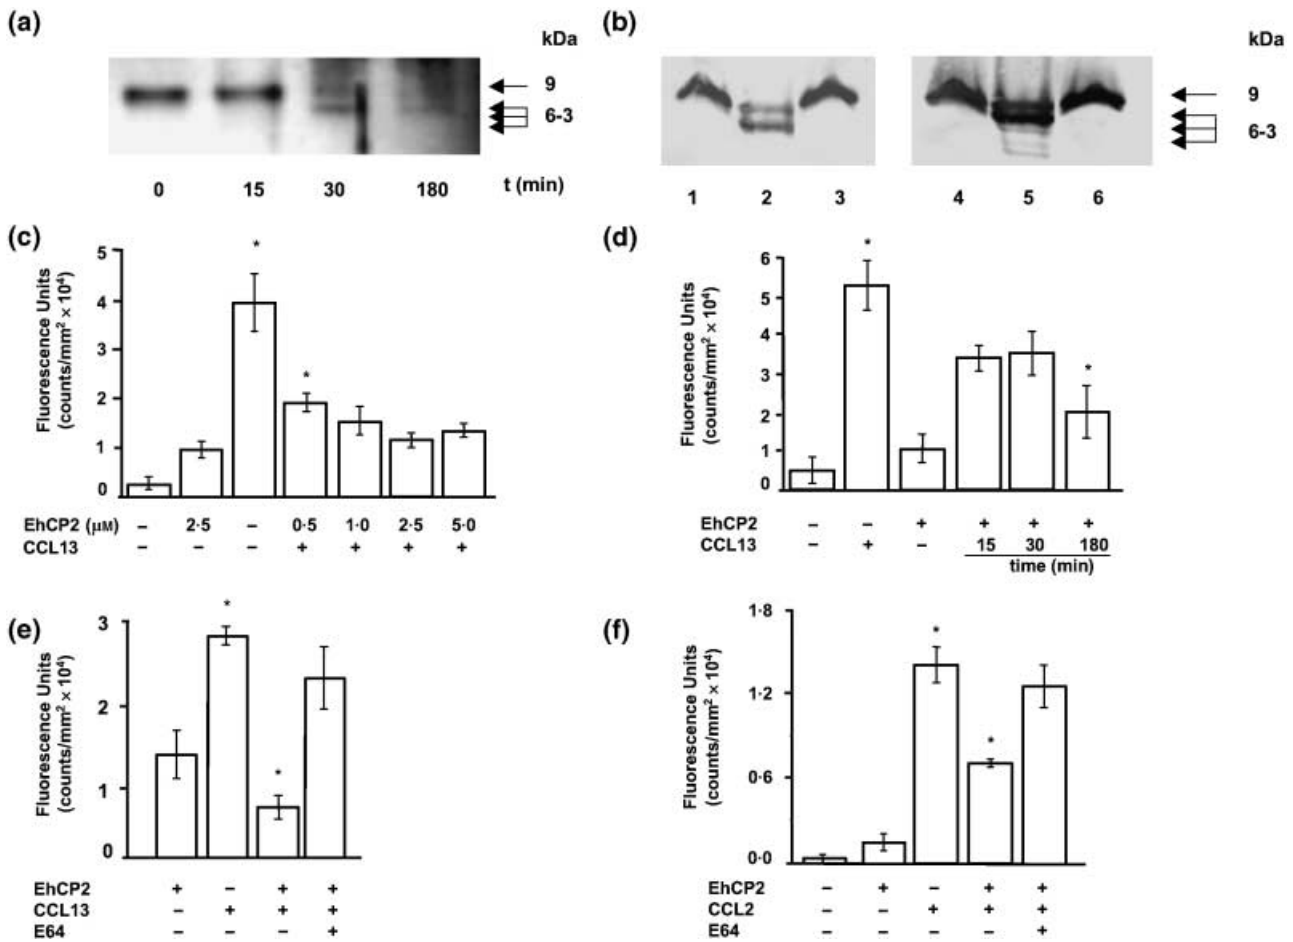 (a)
kDa
9
6-3
0 15 30 180 t (min)
(b)
kDa
9
6-3
1 2 3 4 5 6
(c)
Fluorescence Units
(counts/mm² × 10⁴)
5
4
3
2
1
0
*
*
EhCP2 (μM) – 2·5 – 0·5 1·0 2·5 5·0
CCL13 – – – + + + +
(d)
Fluorescence Units
(counts/mm² × 10⁴)
6
5
4
3
2
1
0
*
*
EhCP2 – – + + + +
CCL13 – + – 15 30 180
time (min)
(e)
Fluorescence Units
(counts/mm² × 10⁴)
3
2
1
0
*
*
EhCP2 + – + +
CCL13 – + + +
E64 – – – +
(f)
Fluorescence Units
(counts/mm² × 10⁴)
1·8
1·2
0·6
0·0
*
*
EhCP2 – + – + +
CCL2 – – + + +
E64 – – – – +